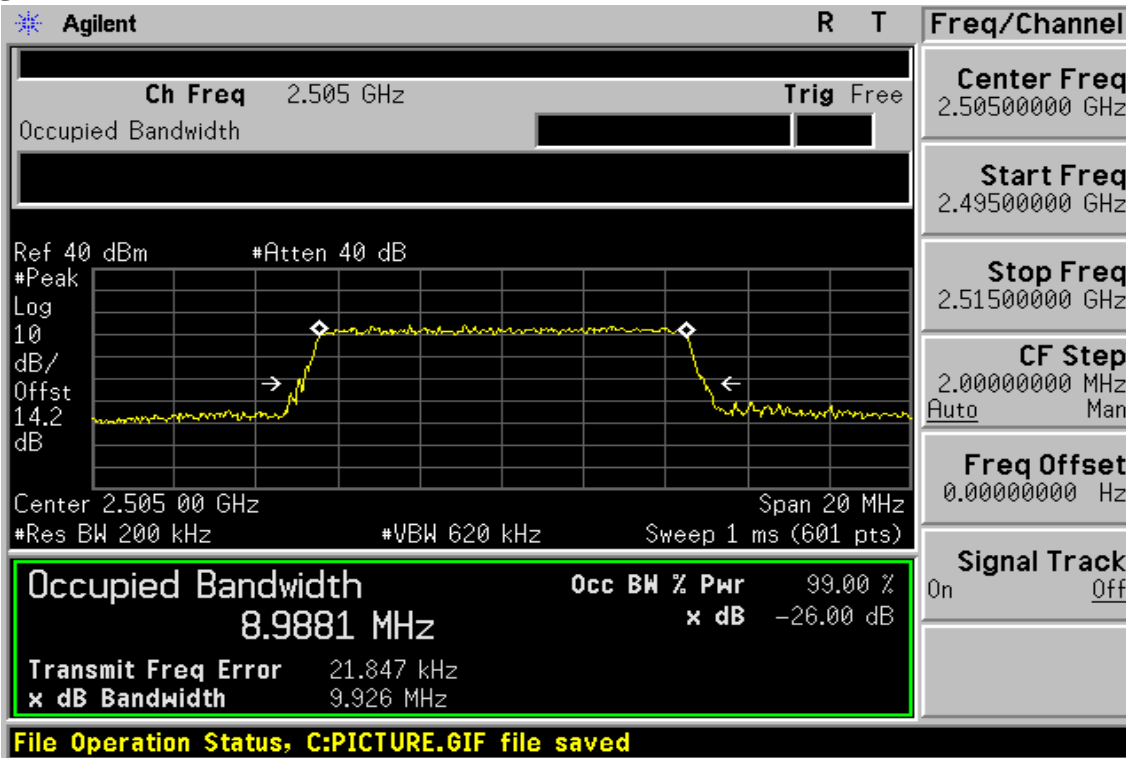 Agilent R T Freq/Channel
Ch Freq 2.505 GHz Trig Free
Occupied Bandwidth
Center Freq
2.50500000 GHz
Start Freq
2.49500000 GHz
Stop Freq
2.51500000 GHz
CF Step
2.00000000 MHz
Auto Man
Freq Offset
0.00000000 Hz
Signal Track
On Off
Ref 40 dBm #Atten 40 dB
#Peak
Log
10
dB/
Offst
14.2
dB
Center 2.505 00 GHz Span 20 MHz
#Res BW 200 kHz #VBW 620 kHz Sweep 1 ms (601 pts)
Occupied Bandwidth Occ BW % Pwr 99.00 %
8.9881 MHz x dB -26.00 dB
Transmit Freq Error 21.847 kHz
x dB Bandwidth 9.926 MHz
File Operation Status, C:PICTURE.GIF file saved